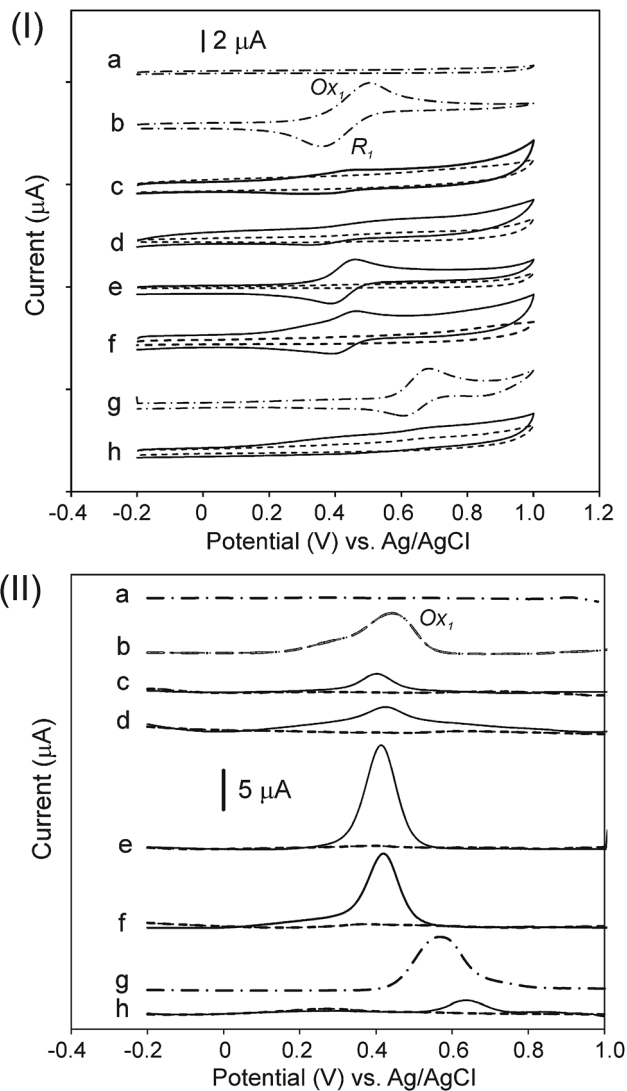 (I)
2 μA
a
Ox1
b
R1
c
d
e
f
g
h
Current (μA)
-0.4 -0.2 0 0.2 0.4 0.6 0.8 1.0 1.2
Potential (V) vs. Ag/AgCl
(II)
a
Ox1
b
c
d
5 μA
e
f
g
h
Current (μA)
-0.4 -0.2 0 0.2 0.4 0.6 0.8 1.0
Potential (V) vs. Ag/AgCl